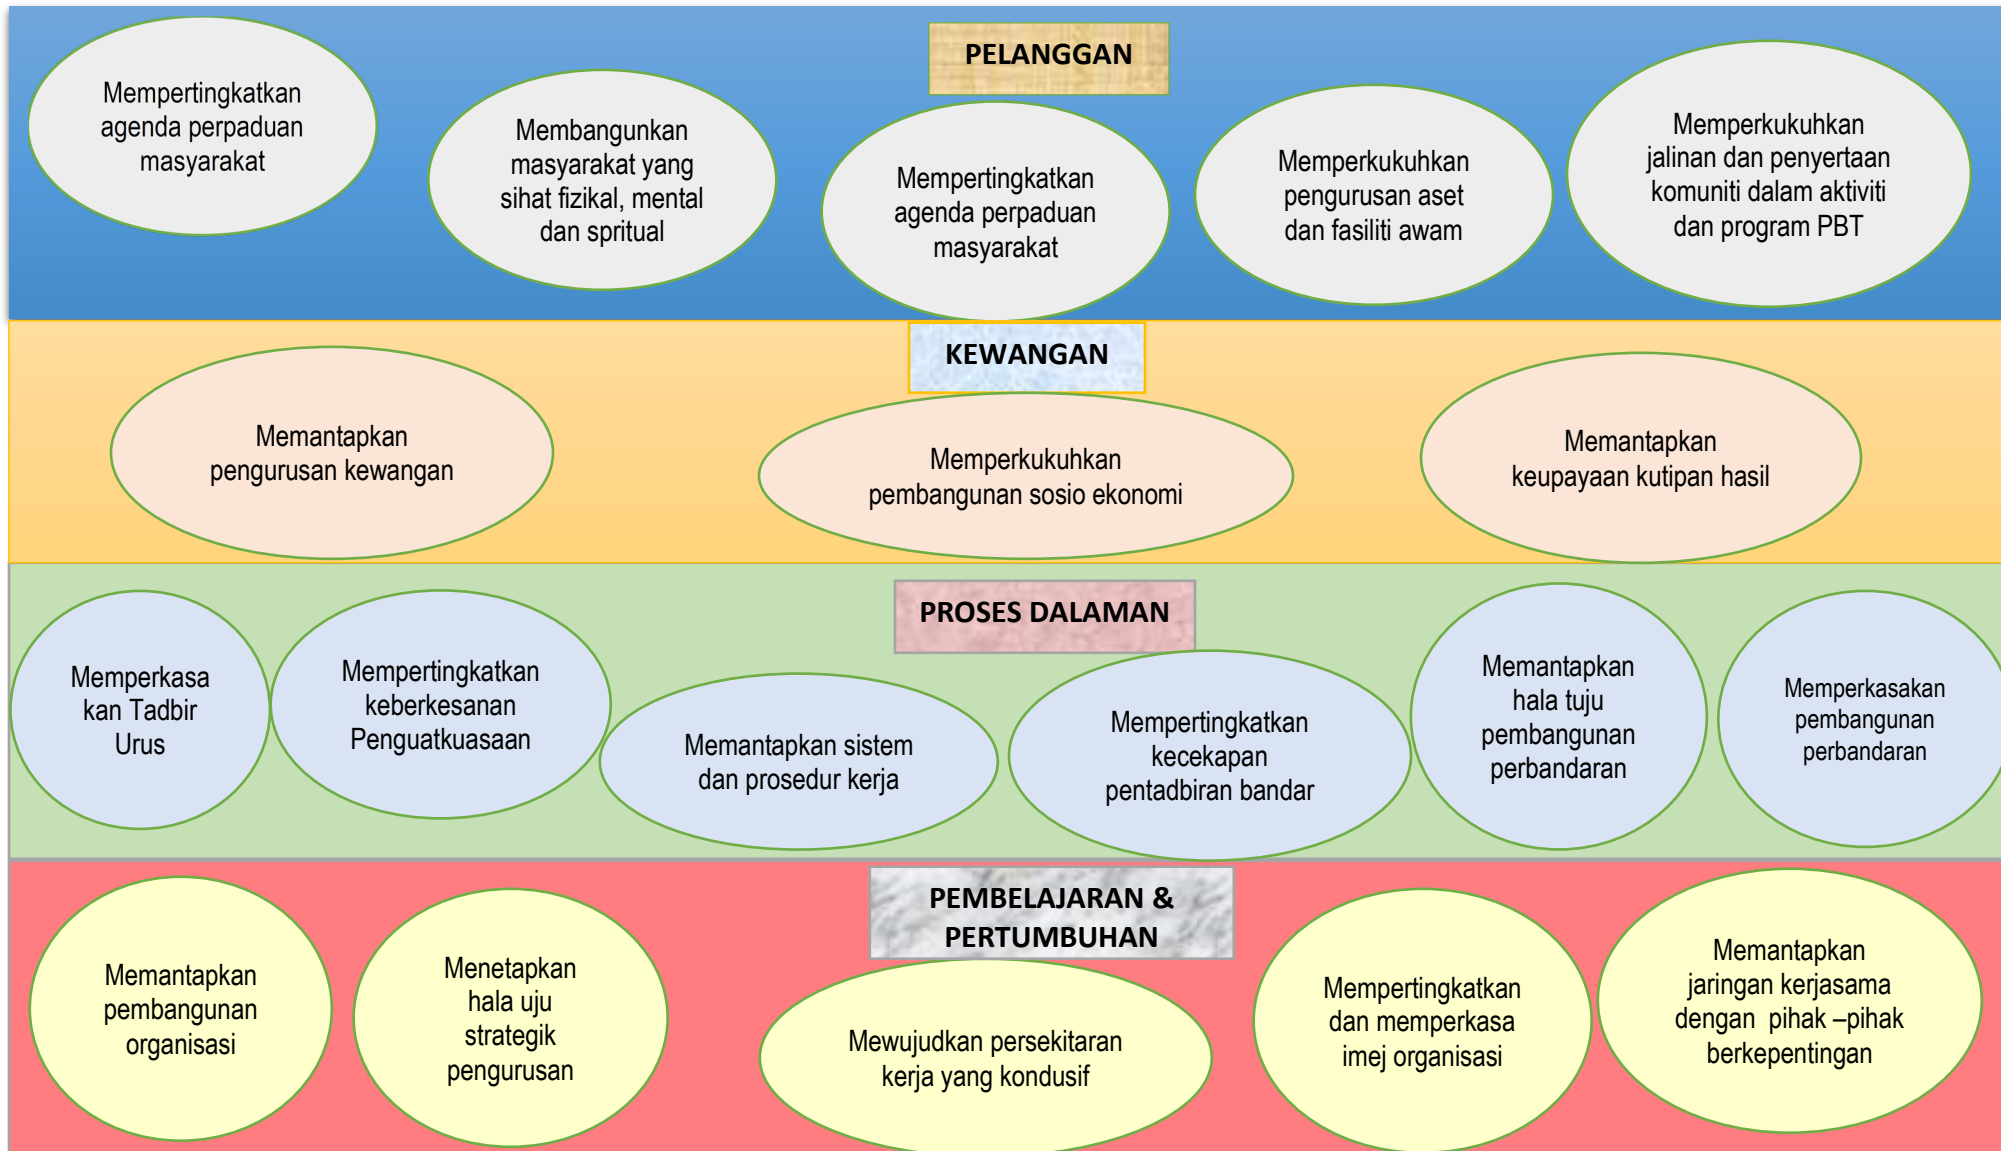 PELANGGAN
Mempertingkatkan
agenda perpaduan
masyarakat
Membangunkan
masyarakat yang
sihat fizikal, mental
dan spritual
Mempertingkatkan
agenda perpaduan
masyarakat
Memperkukuhkan
pengurusan aset
dan fasiliti awam
Memperkukuhkan
jalinan dan penyertaan
komuniti dalam aktiviti
dan program PBT
KEWANGAN
Memantapkan
pengurusan kewangan
Memperkukuhkan
pembangunan sosio ekonomi
Memantapkan
keupayaan kutipan hasil
PROSES DALAMAN
Memperkasa
kan Tadbir
Urus
Mempertingkatkan
keberkesanan
Penguatkuasaan
Memantapkan sistem
dan prosedur kerja
Mempertingkatkan
kecekapan
pentadbiran bandar
Memantapkan
hala tuju
pembangunan
perbandaran
Memperkasakan
pembangunan
perbandaran
PEMBELAJARAN &
PERTUMBUHAN
Memantapkan
pembangunan
organisasi
Menetapkan
hala uju
strategik
pengurusan
Mewujudkan persekitaran
kerja yang kondusif
Mempertingkatkan
dan memperkasa
imej organisasi
Memantapkan
jaringan kerjasama
dengan  pihak –pihak
berkepentingan